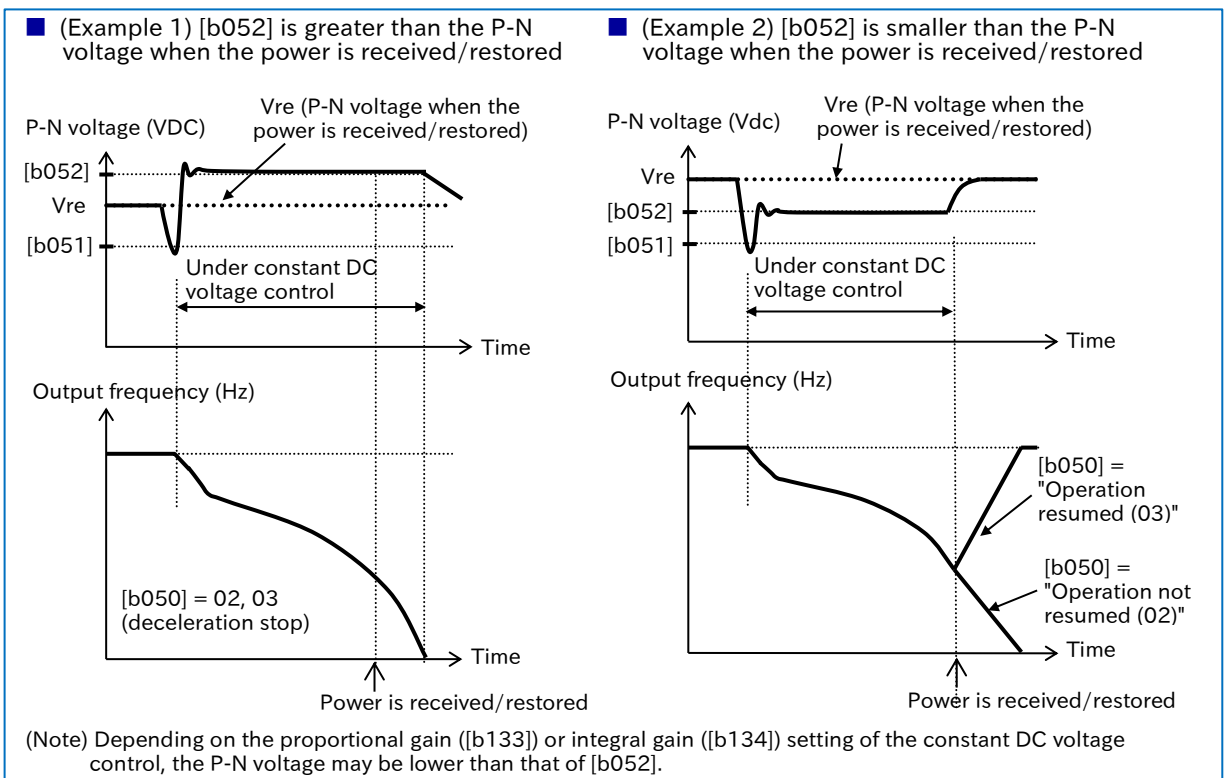 (Example 1) [b052] is greater than the P-N
voltage when the power is received/restored
Vre (P-N voltage when the
power is received/restored)
P-N voltage (VDC)
[b052]
Vre
[b051]
Under constant DC
voltage control
Time
Output frequency (Hz)
[b050] = 02, 03
(deceleration stop)
Time
Power is received/restored
(Example 2) [b052] is smaller than the P-N
voltage when the power is received/restored
Vre (P-N voltage when the
power is received/restored)
P-N voltage (Vdc)
Vre
[b052]
[b051]
Under constant DC
voltage control
Time
Output frequency (Hz)
[b050] =
"Operation
resumed (03)"
[b050] =
"Operation not
resumed (02)"
Time
Power is received/restored
(Note) Depending on the proportional gain ([b133]) or integral gain ([b134]) setting of the constant DC voltage
control, the P-N voltage may be lower than that of [b052].